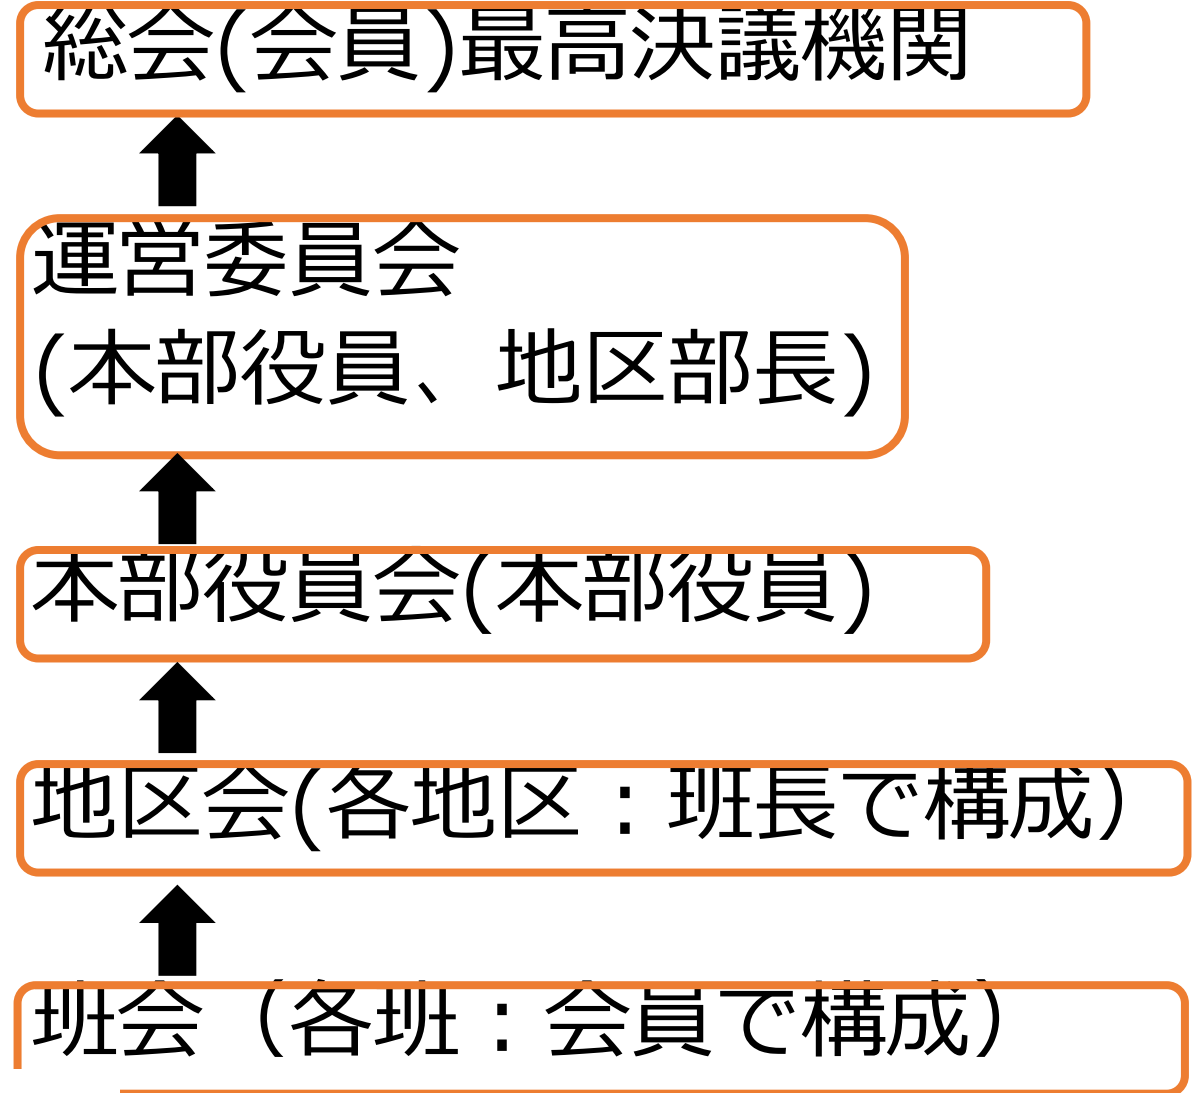 総会(会員)最高決議機関
運営委員会
(本部役員、地区部長)
本部役員会(本部役員)
地区会(各地区：班長で構成）
班会（各班：会員で構成）